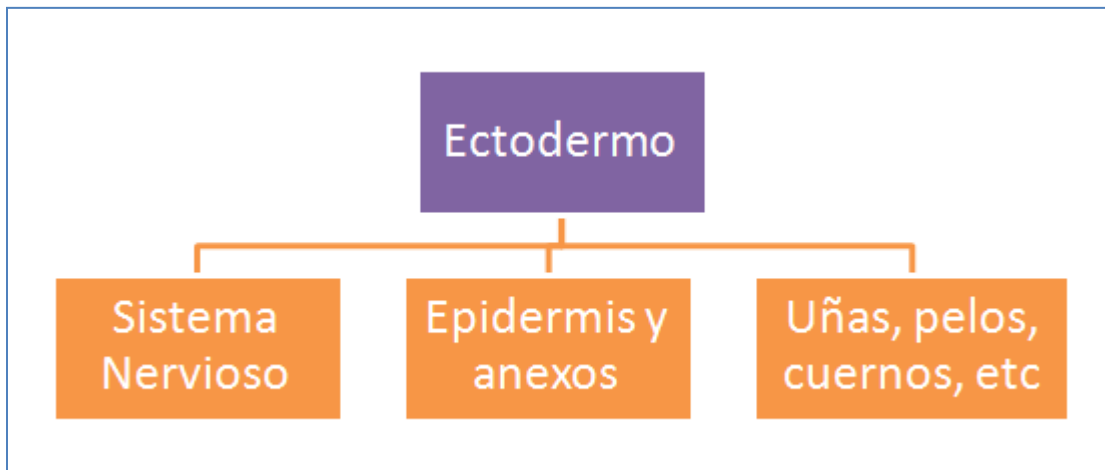 Ectodermo
Sistema
Nervioso
Epidermis y
anexos
Uñas, pelos,
cuernos, etc